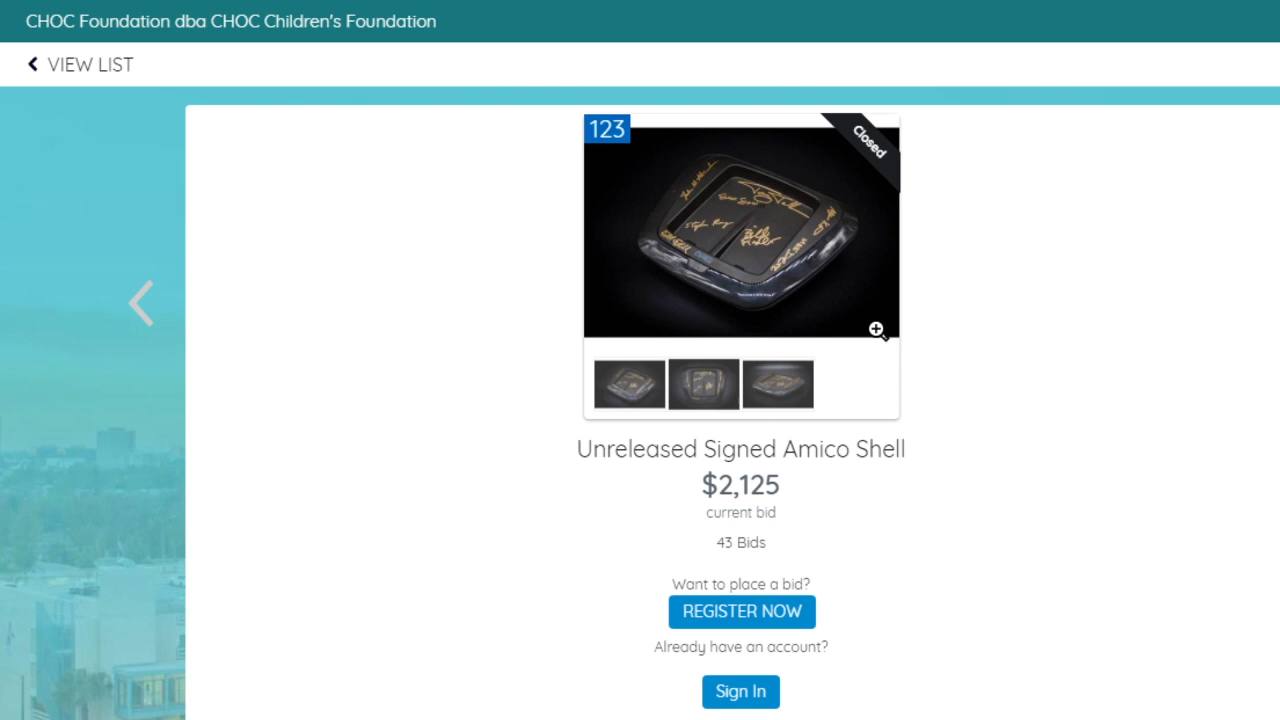 CHOC Foundation dba CHOC Children's Foundation
VIEW LIST
123
Closed
Unreleased Signed Amico Shell
$2,125
current bid
43 Bids
Want to place a bid?
REGISTER NOW
Already have an account?
Sign In